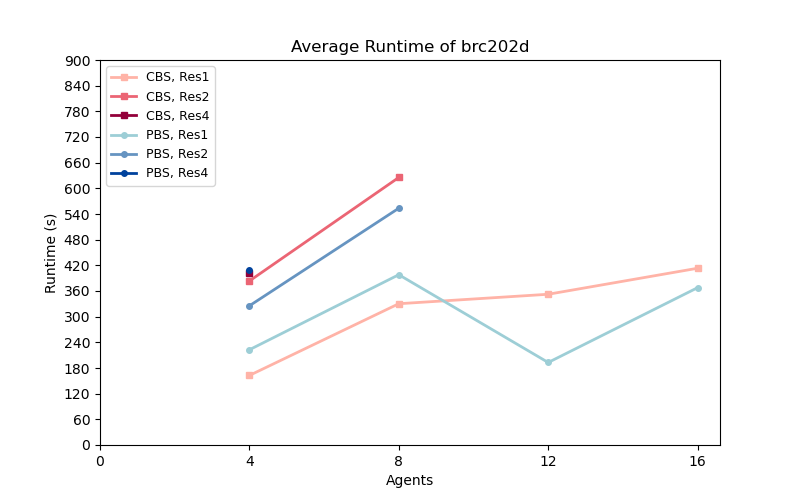 Average Runtime of brc202d
CBS, Res1
CBS, Res2
CBS, Res4
PBS, Res1
PBS, Res2
PBS, Res4
Runtime (s)
900
840
780
720
660
600
540
480
420
360
300
240
180
120
60
0
0 4 8 12 16
Agents